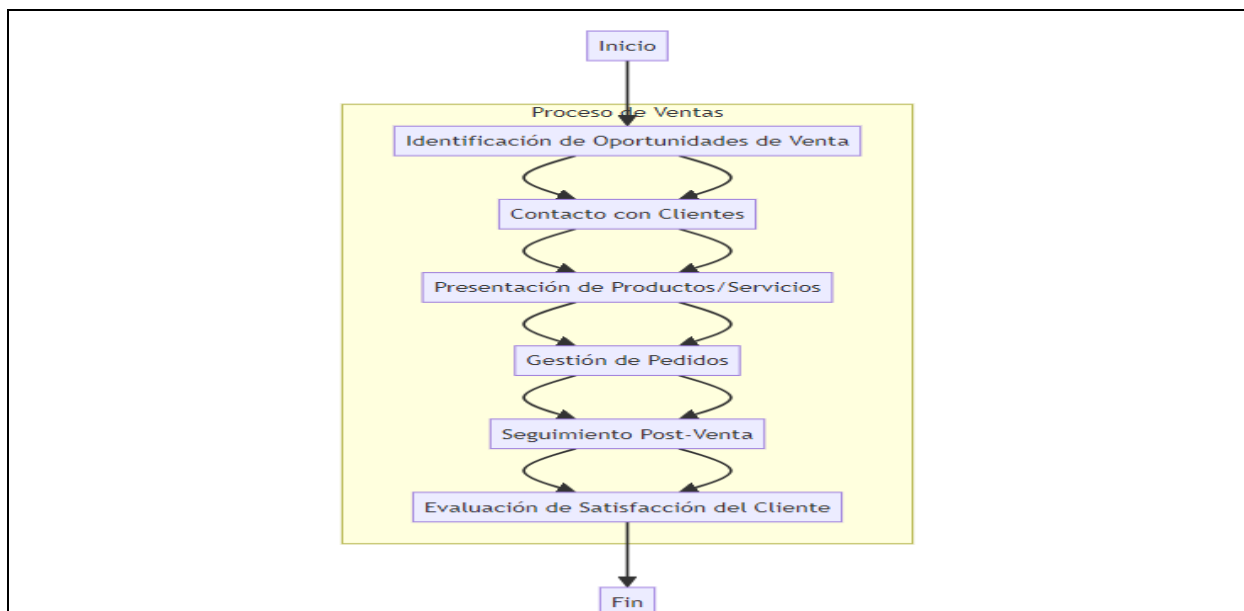 Inicio
Proceso de Ventas
Identificación de Oportunidades de Venta
Contacto con Clientes
Presentación de Productos/Servicios
Gestión de Pedidos
Seguimiento Post-Venta
Evaluación de Satisfacción del Cliente
Fin